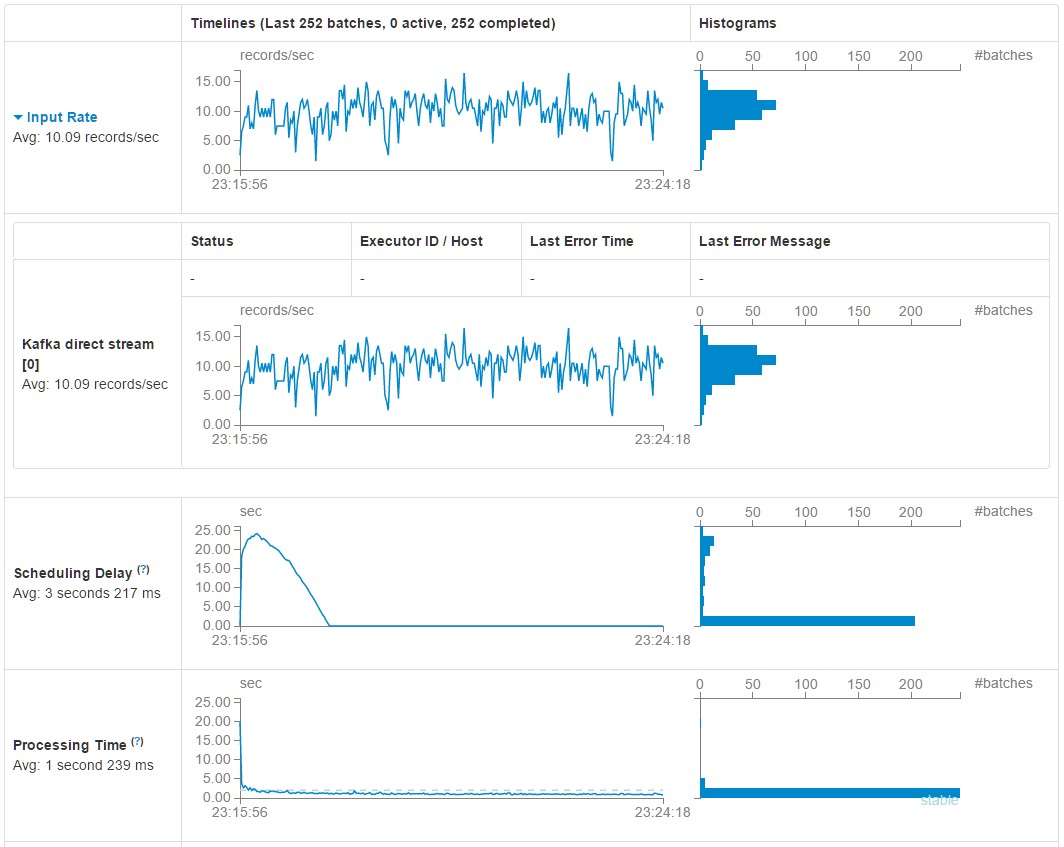 Timelines (Last 252 batches, 0 active, 252 completed)
Histograms
Input Rate
Avg: 10.09 records/sec
records/sec
15.00
10.00
5.00
0.00
23:15:56
23:24:18
0 50 100 150 200 #batches
Status
Executor ID / Host
Last Error Time
Last Error Message
-
-
-
-
Kafka direct stream
[0]
Avg: 10.09 records/sec
records/sec
15.00
10.00
5.00
0.00
23:15:56
23:24:18
0 50 100 150 200 #batches
Scheduling Delay (?)
Avg: 3 seconds 217 ms
sec
25.00
20.00
15.00
10.00
5.00
0.00
23:15:56
23:24:18
0 50 100 150 200 #batches
Processing Time (?)
Avg: 1 second 239 ms
sec
25.00
20.00
15.00
10.00
5.00
0.00
23:15:56
23:24:18
0 50 100 150 200 #batches
stable